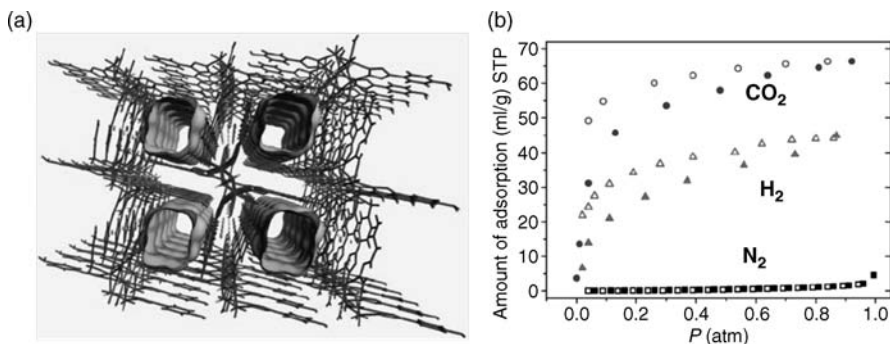 (a)
(b)
Amount of adsorption (ml/g) STP
70
60
50
40
30
20
10
0
CO₂
H₂
N₂
0.0 0.2 0.4 0.6 0.8 1.0
P (atm)